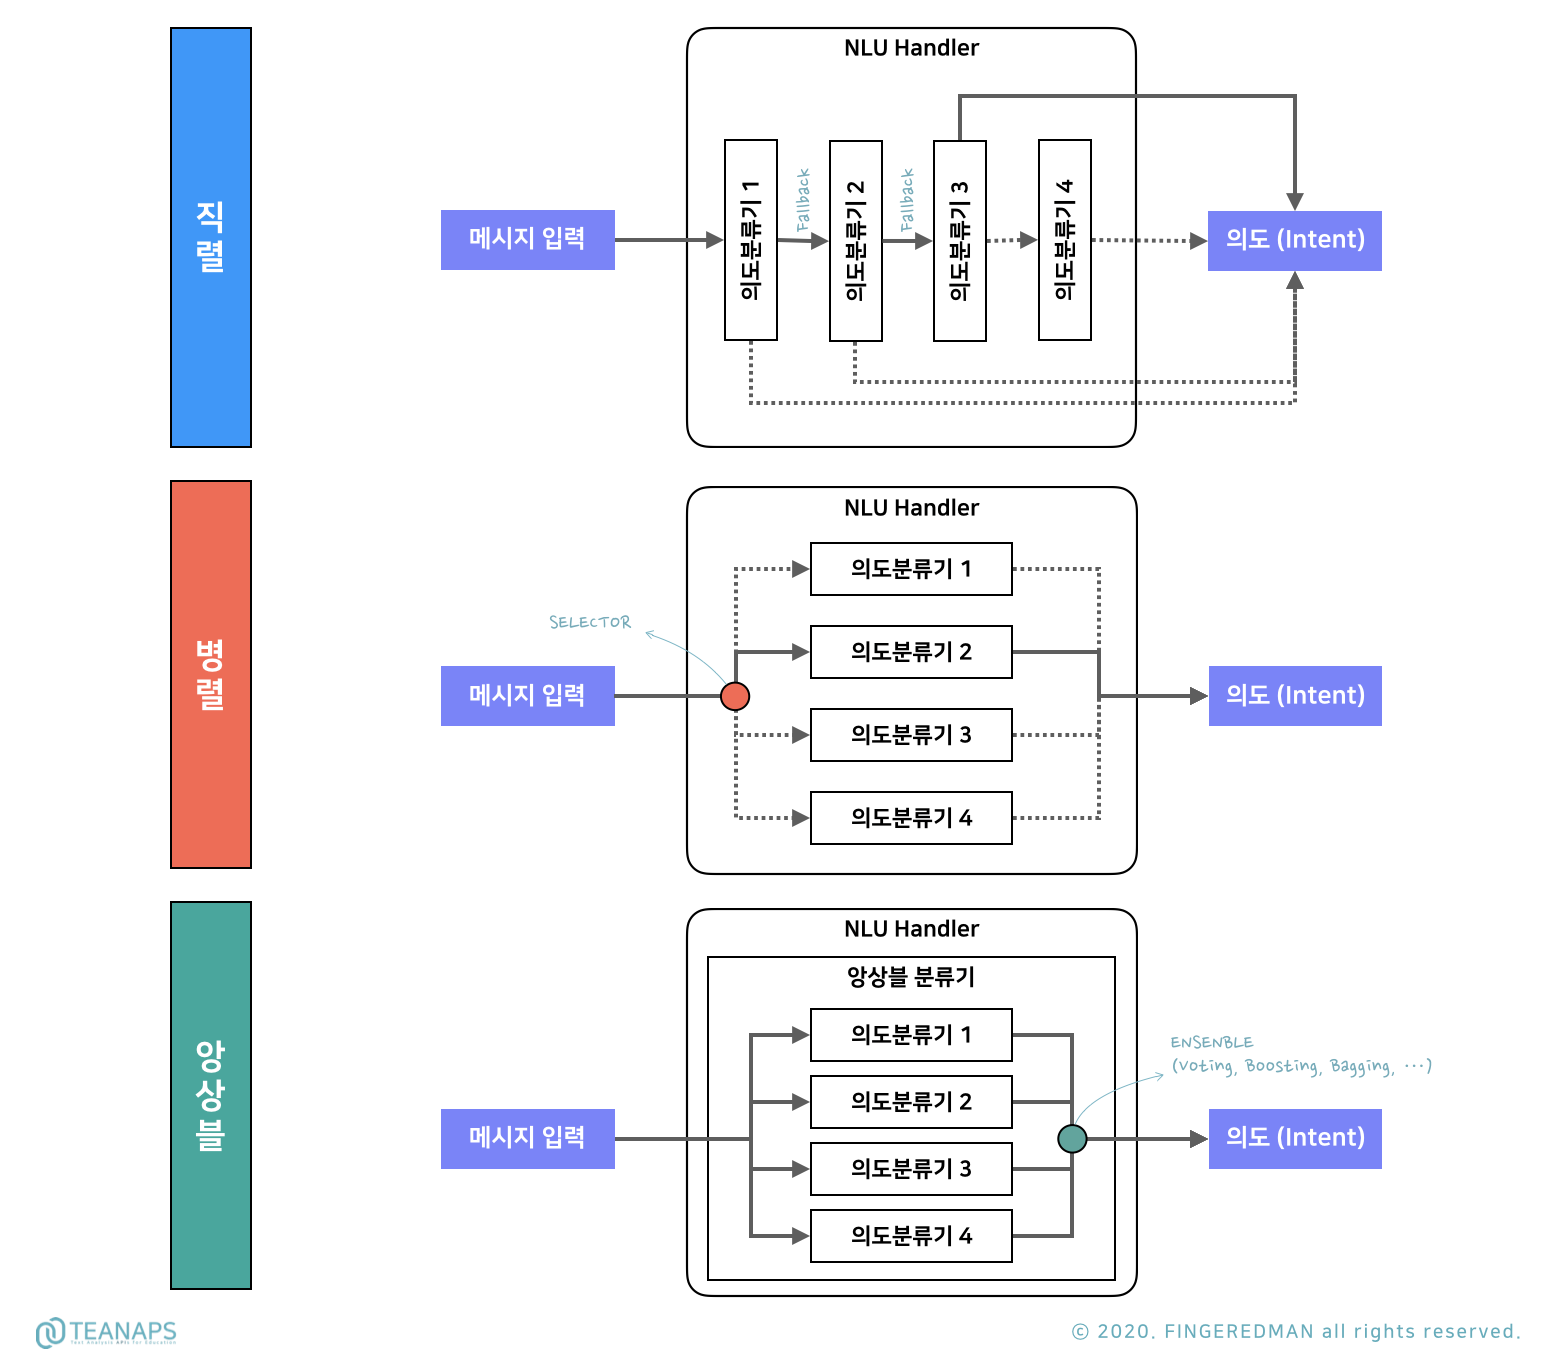 직렬
NLU Handler
메시지 입력
의도분류기 1
Fallback
의도분류기 2
Fallback
의도분류기 3
의도분류기 4
의도 (Intent)
병렬
NLU Handler
SELECTOR
메시지 입력
의도분류기 1
의도분류기 2
의도분류기 3
의도분류기 4
의도 (Intent)
앙상블
NLU Handler
앙상블 분류기
메시지 입력
의도분류기 1
의도분류기 2
의도분류기 3
의도분류기 4
ENSENBLE
(Voting, Boosting, Bagging, ···)
의도 (Intent)
TEANAPS
Text Analysis APIs for Education
© 2020. FINGEREDMAN all rights reserved.